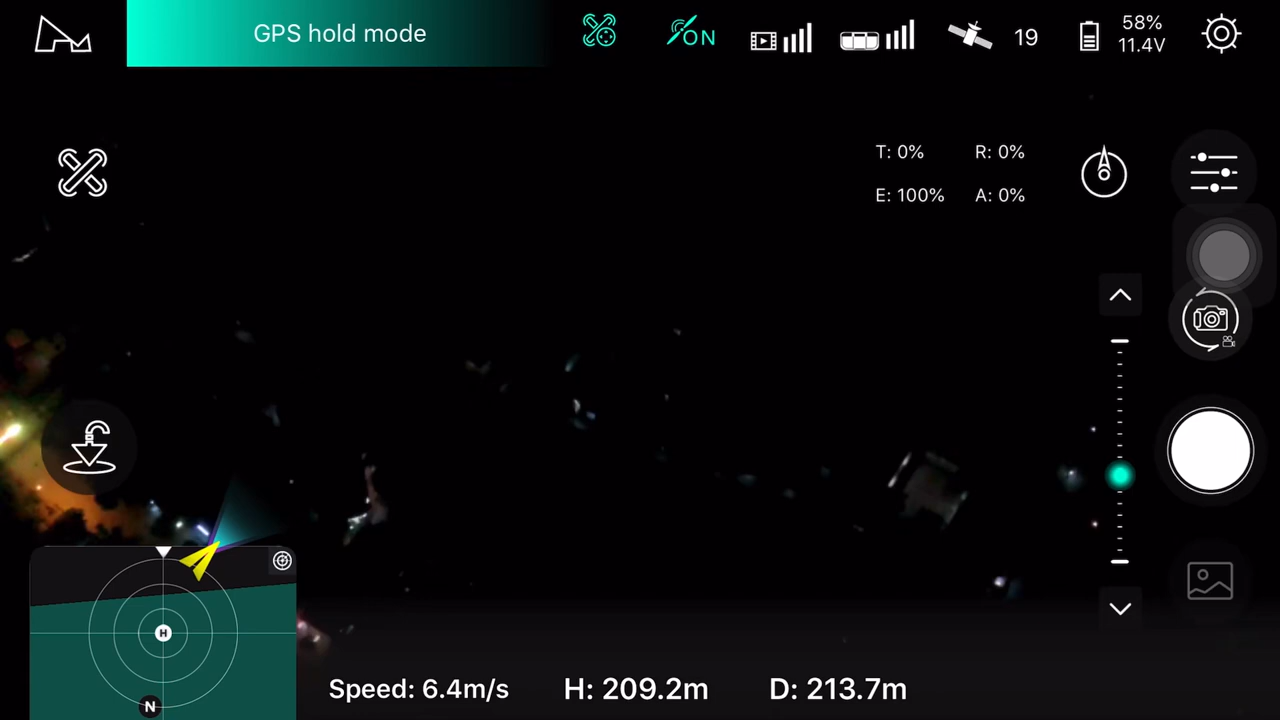 GPS hold mode
ON
19
58%
11.4V
T: 0%
R: 0%
E: 100%
A: 0%
H
N
Speed: 6.4m/s
H: 209.2m
D: 213.7m